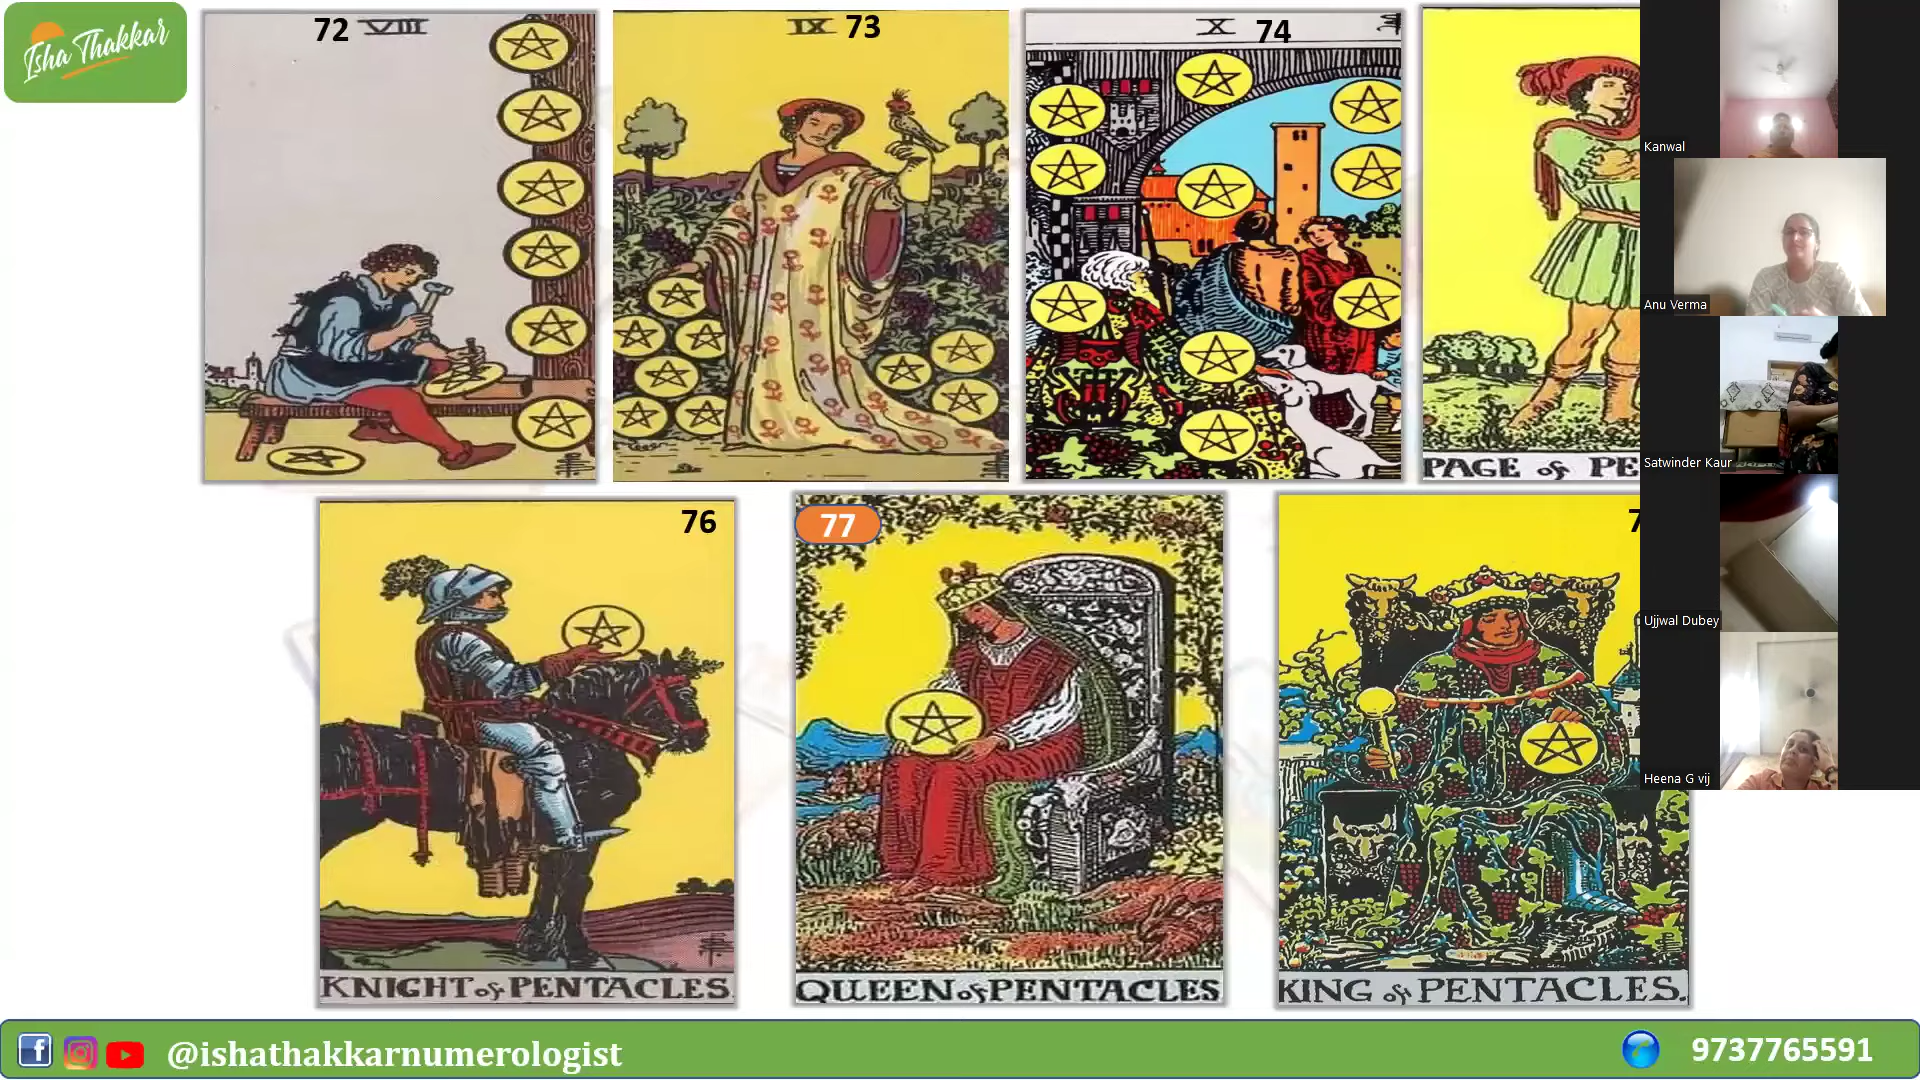 Isha Thakkar
72 VIII
IX 73
X 74
PAGE of PE
76
77
7
KNIGHT of PENTACLES
QUEEN of PENTACLES
KING of PENTACLES.
Kanwal
Anu Verma
Satwinder Kaur
Ujjwal Dubey
Heena G vij
@ishathakkarnumerologist
9737765591